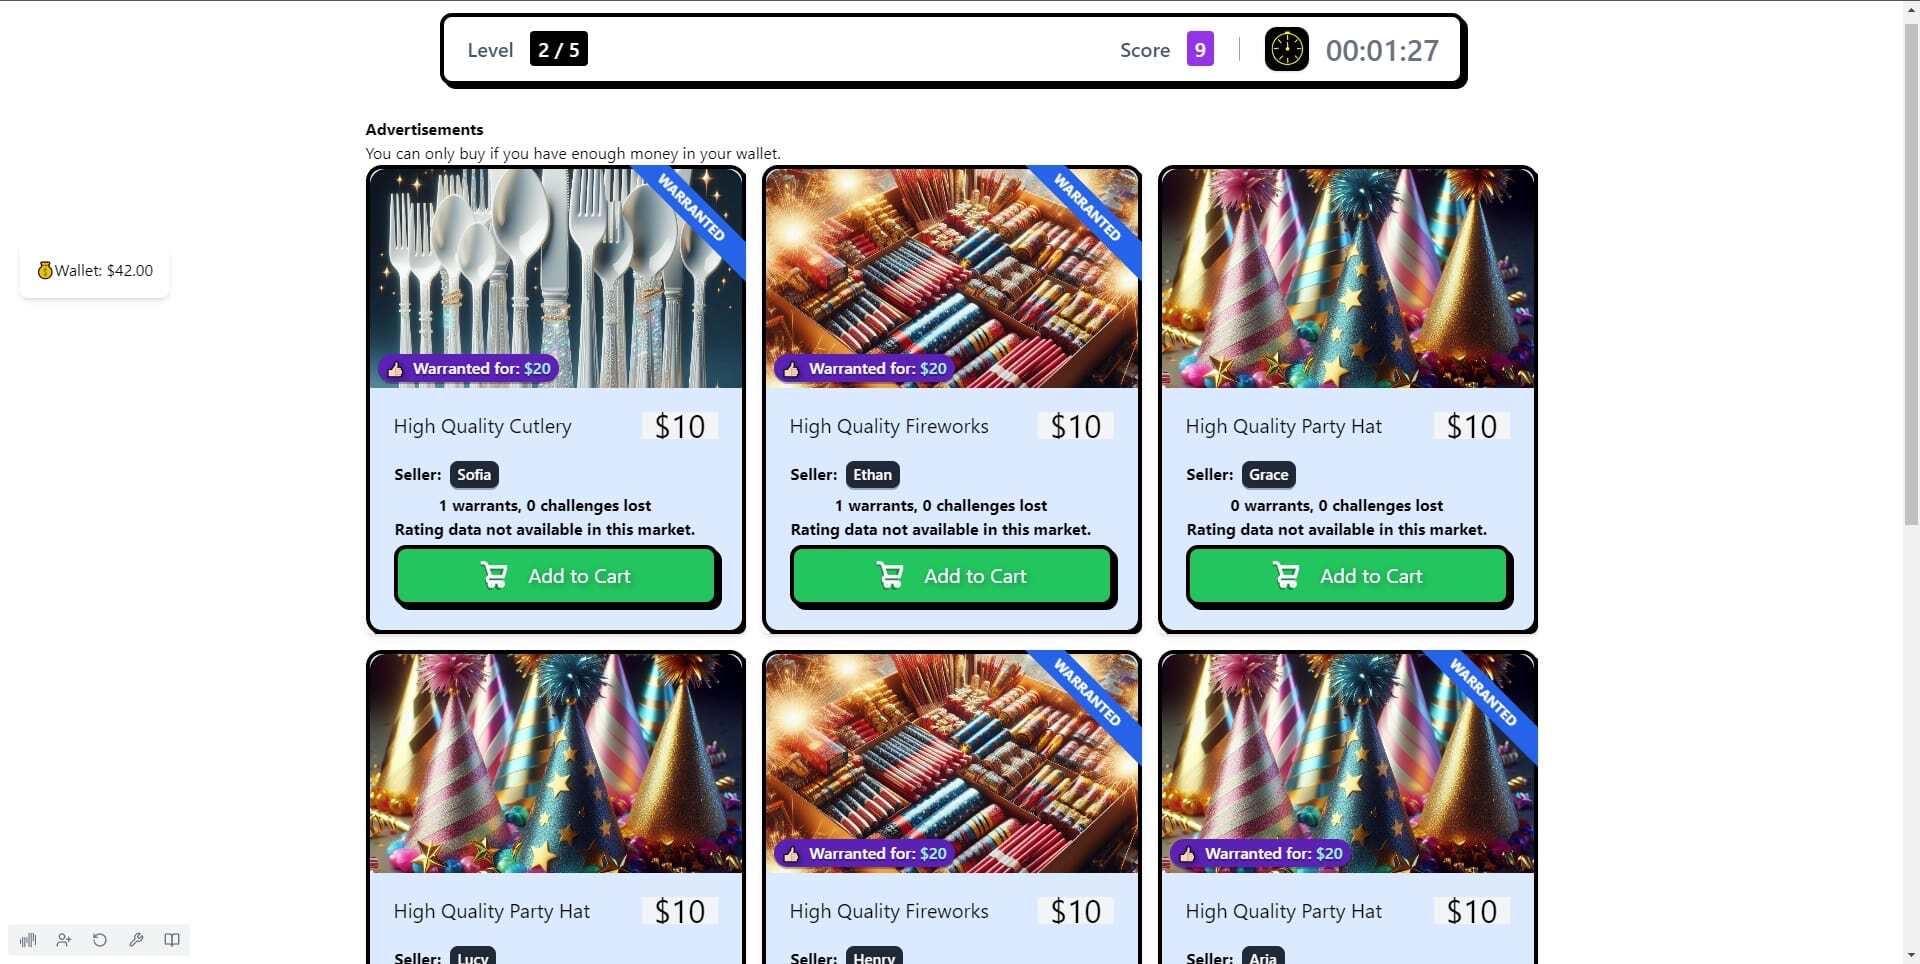 Level 2 / 5 Score 9 00:01:27
Advertisements
You can only buy if you have enough money in your wallet.
Wallet: $42.00
WARRANTED
Warranted for: $20
High Quality Cutlery $10
Seller: Sofia
1 warrants, 0 challenges lost
Rating data not available in this market.
Add to Cart
WARRANTED
Warranted for: $20
High Quality Fireworks $10
Seller: Ethan
1 warrants, 0 challenges lost
Rating data not available in this market.
Add to Cart
High Quality Party Hat $10
Seller: Grace
0 warrants, 0 challenges lost
Rating data not available in this market.
Add to Cart
High Quality Party Hat $10
Seller: Lucy
WARRANTED
Warranted for: $20
High Quality Fireworks $10
Seller: Henry
WARRANTED
Warranted for: $20
High Quality Party Hat $10
Seller: Aria